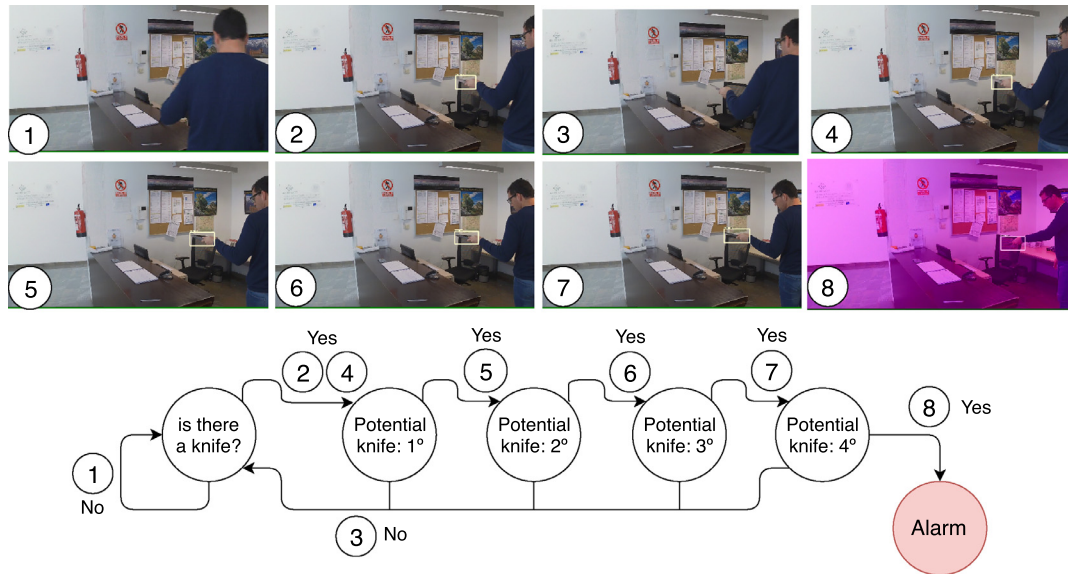 1
2
3
4
5
6
7
8
Yes
Yes
Yes
Yes
2
4
5
6
7
8
Yes
is there
a knife?
Potential
knife: 1º
Potential
knife: 2º
Potential
knife: 3º
Potential
knife: 4º
1
No
3
No
Alarm